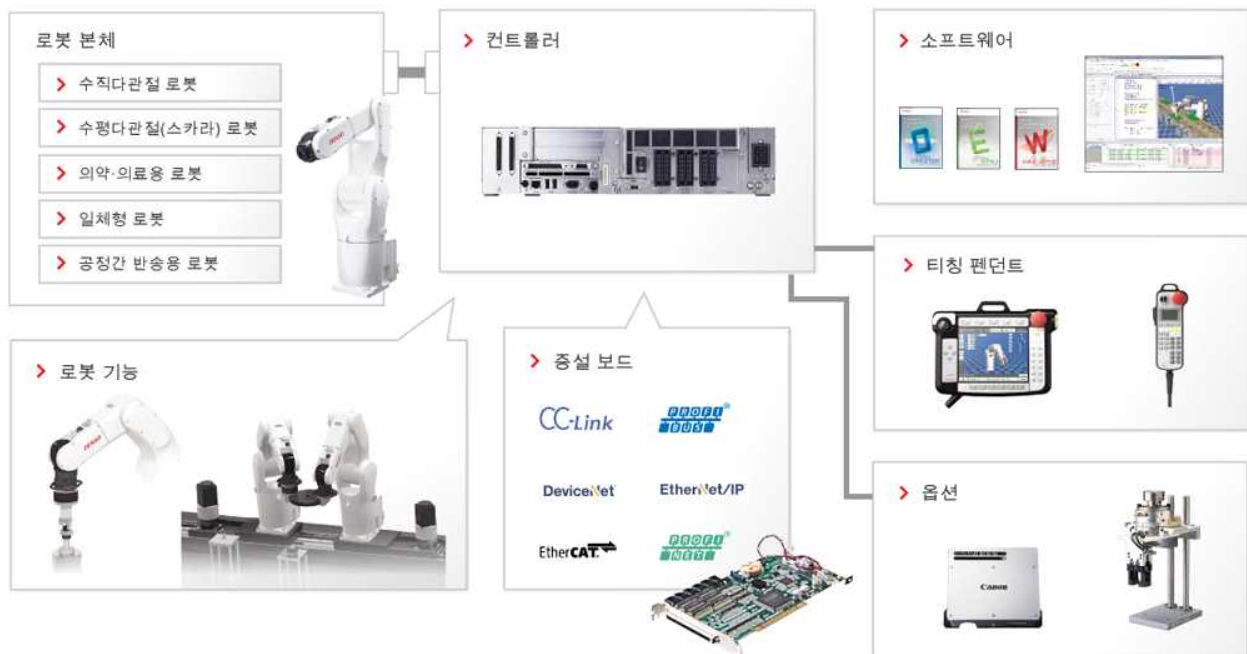 로봇 본체
수직다관절 로봇
수평다관절(스카라) 로봇
의약·의료용 로봇
일체형 로봇
공정간 반송용 로봇
DENSO
컨트롤러
소프트웨어
O
E
W
티칭 펜던트
로봇 기능
DENSO
증설 보드
CC-Link
PROFI BUS®
DeviceNet
EtherNet/IP
EtherCAT
PROFI NET®
옵션
Canon